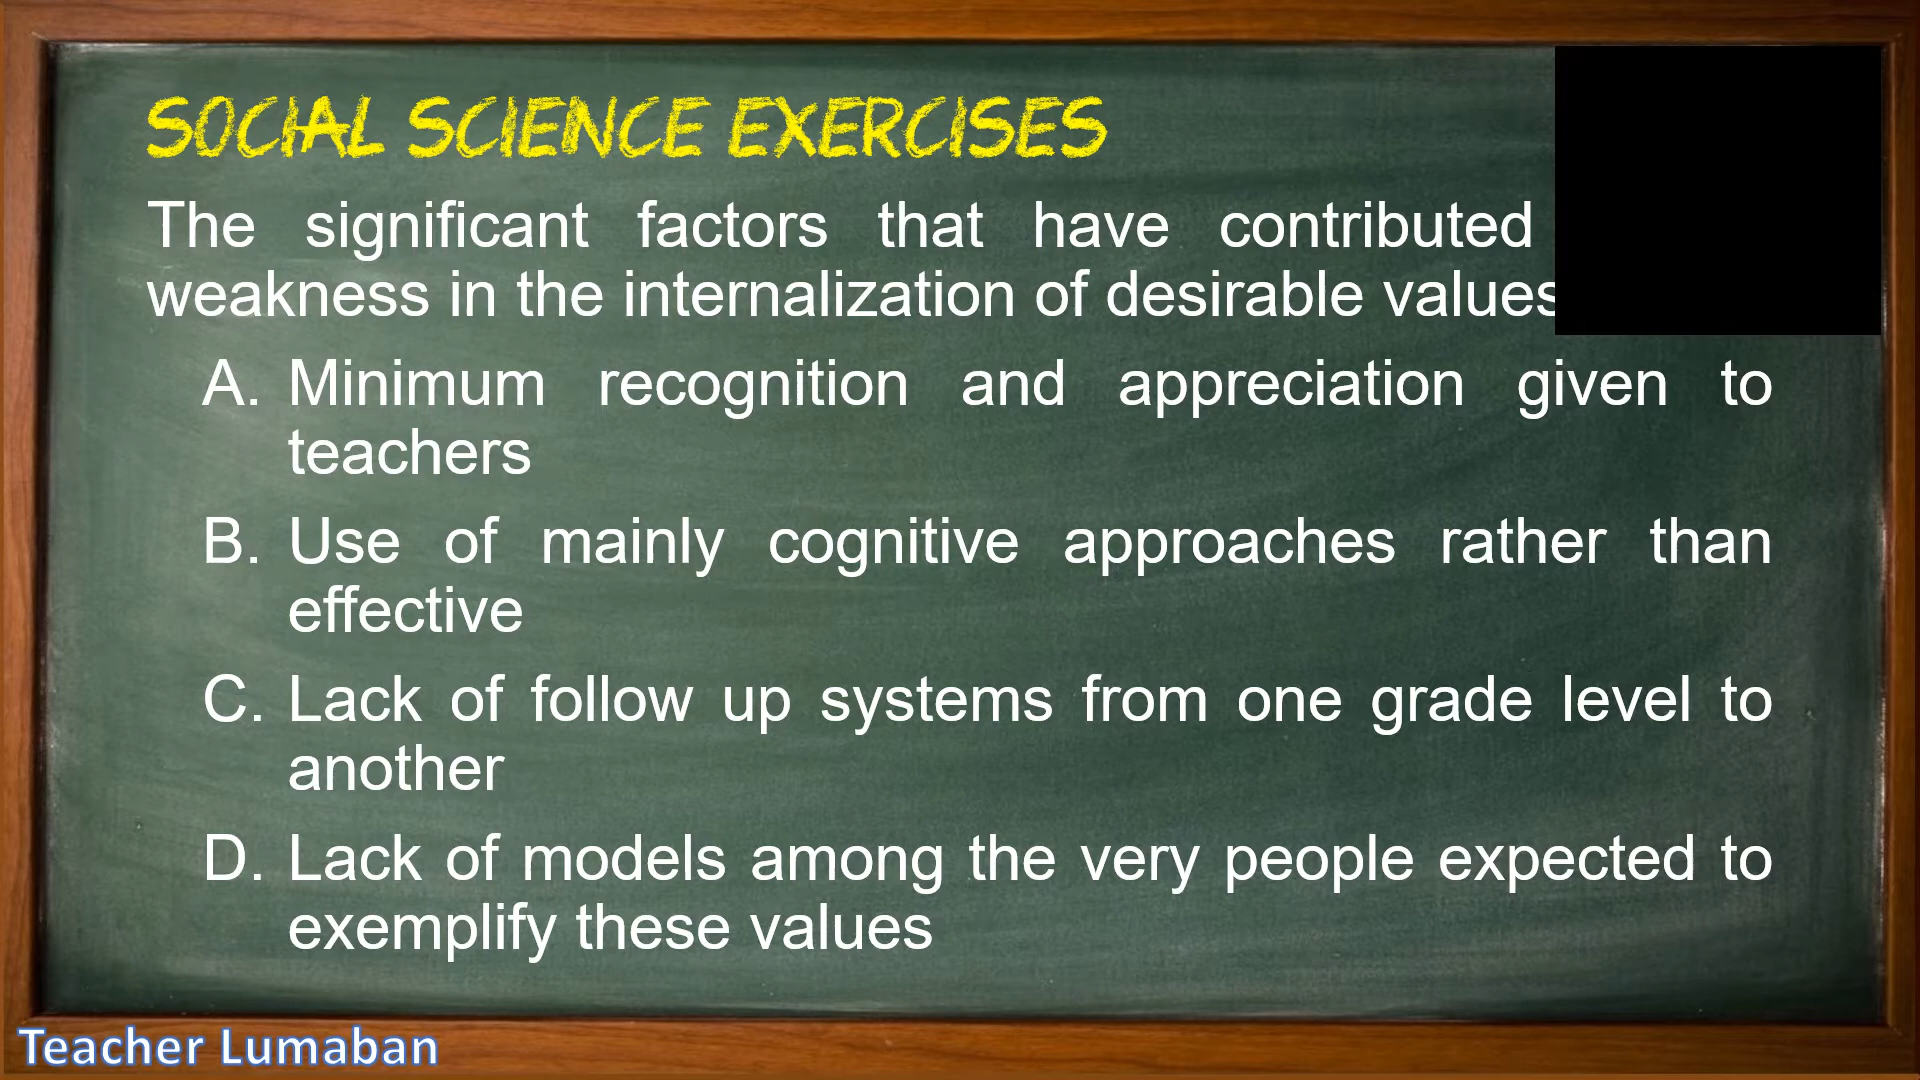 SOCIAL SCIENCE EXERCISES
The significant factors that have contributed
weakness in the internalization of desirable values
A. Minimum recognition and appreciation given to
teachers
B. Use of mainly cognitive approaches rather than
effective
C. Lack of follow up systems from one grade level to
another
D. Lack of models among the very people expected to
exemplify these values
Teacher Lumaban